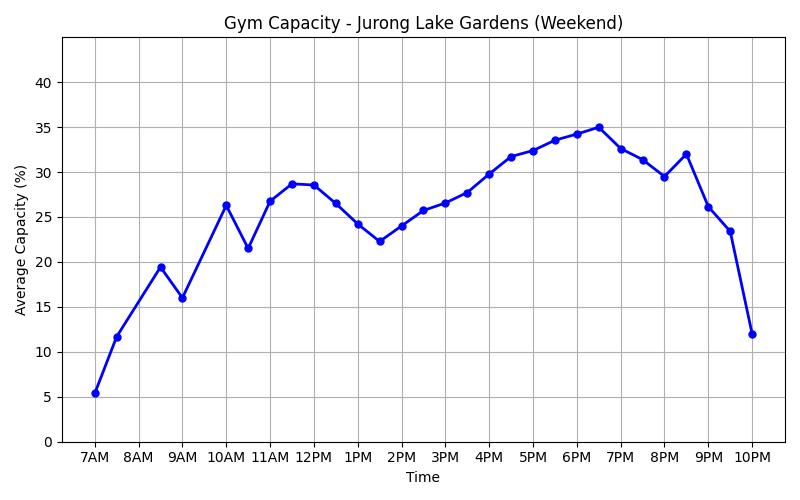 Gym Capacity - Jurong Lake Gardens (Weekend)
Average Capacity (%)
40
35
30
25
20
15
10
5
0
7AM 8AM 9AM 10AM 11AM 12PM 1PM 2PM 3PM 4PM 5PM 6PM 7PM 8PM 9PM 10PM
Time